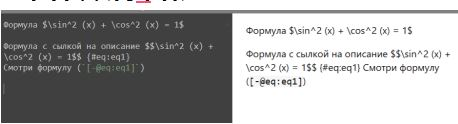 Формула $\sin^2 (x) + \cos^2 (x) = 1$
Формула с сылкой на описание $$\sin^2 (x) +
\cos^2 (x) = 1$$ {#eq:eq1}
Смотри формулу (`[-@eq:eq1]`)
Формула $\sin^2 (x) + \cos^2 (x) = 1$
Формула с сылкой на описание $$\sin^2 (x) +
\cos^2 (x) = 1$$ {#eq:eq1} Смотри формулу
([-@eq:eq1])